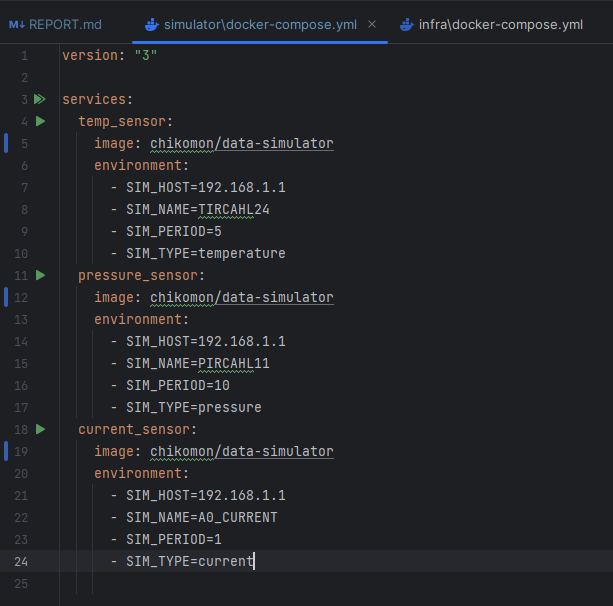 M↓ REPORT.md simulator\docker-compose.yml × infra\docker-compose.yml
1 version: "3"
2
3 services:
4 temp_sensor:
5 image: chikomon/data-simulator
6 environment:
7 - SIM_HOST=192.168.1.1
8 - SIM_NAME=TIRCAHL24
9 - SIM_PERIOD=5
10 - SIM_TYPE=temperature
11 pressure_sensor:
12 image: chikomon/data-simulator
13 environment:
14 - SIM_HOST=192.168.1.1
15 - SIM_NAME=PIRCAHL11
16 - SIM_PERIOD=10
17 - SIM_TYPE=pressure
18 current_sensor:
19 image: chikomon/data-simulator
20 environment:
21 - SIM_HOST=192.168.1.1
22 - SIM_NAME=A0_CURRENT
23 - SIM_PERIOD=1
24 - SIM_TYPE=current
25